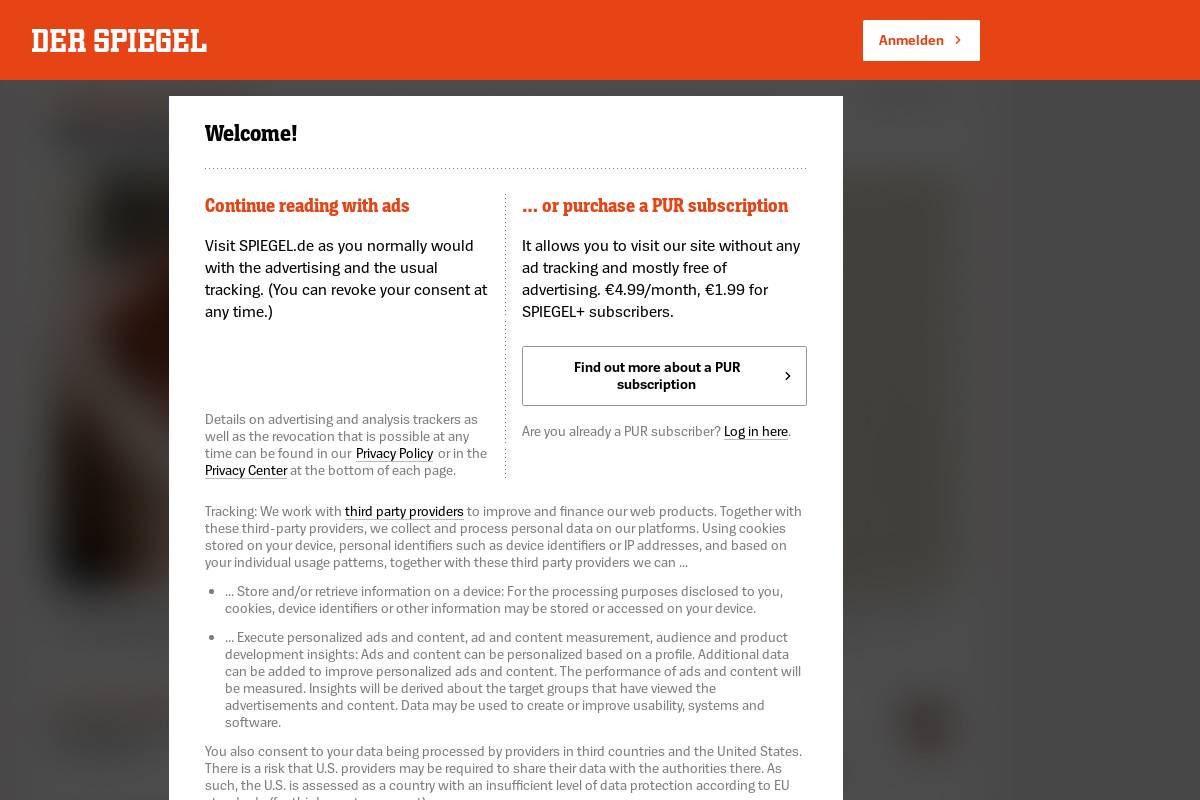 DER SPIEGEL
Anmelden
Welcome!
Continue reading with ads
Visit SPIEGEL.de as you normally would
with the advertising and the usual
tracking. (You can revoke your consent at
any time.)
Details on advertising and analysis trackers as
well as the revocation that is possible at any
time can be found in our Privacy Policy or in the
Privacy Center at the bottom of each page.
... or purchase a PUR subscription
It allows you to visit our site without any
ad tracking and mostly free of
advertising. €4.99/month, €1.99 for
SPIEGEL+ subscribers.
Find out more about a PUR
subscription
Are you already a PUR subscriber? Log in here.
Tracking: We work with third party providers to improve and finance our web products. Together with
these third-party providers, we collect and process personal data on our platforms. Using cookies
stored on your device, personal identifiers such as device identifiers or IP addresses, and based on
your individual usage patterns, together with these third party providers we can ...
... Store and/or retrieve information on a device: For the processing purposes disclosed to you,
cookies, device identifiers or other information may be stored or accessed on your device.
... Execute personalized ads and content, ad and content measurement, audience and product
development insights: Ads and content can be personalized based on a profile. Additional data
can be added to improve personalized ads and content. The performance of ads and content will
be measured. Insights will be derived about the target groups that have viewed the
advertisements and content. Data may be used to create or improve usability, systems and
software.
You also consent to your data being processed by providers in third countries and the United States.
There is a risk that U.S. providers may be required to share their data with the authorities there. As
such, the U.S. is assessed as a country with an insufficient level of data protection according to EU